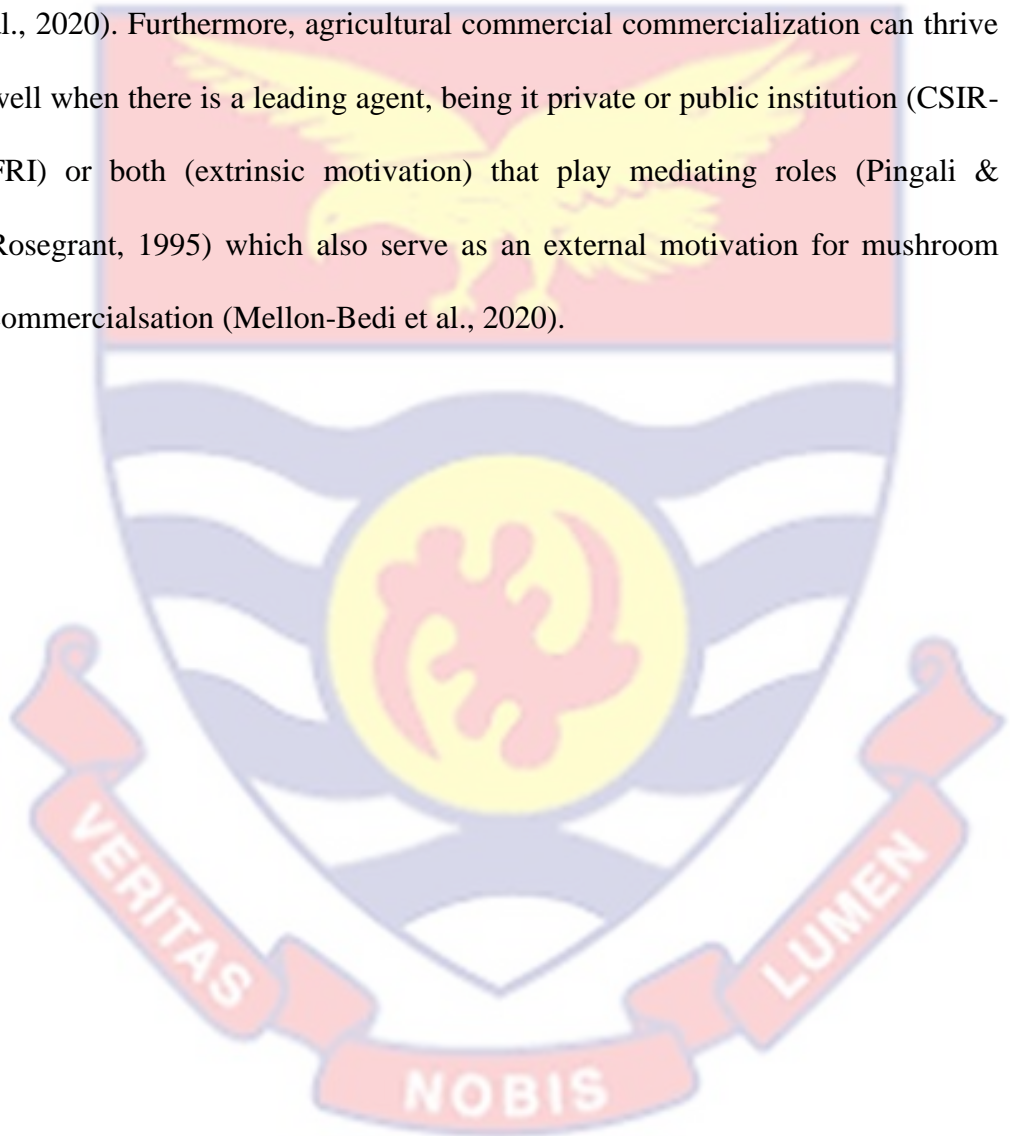 al., 2020). Furthermore, agricultural commercial commercialization can thrive
well when there is a leading agent, being it private or public institution (CSIR-
FRI) or both (extrinsic motivation) that play mediating roles (Pingali &
Rosegrant, 1995) which also serve as an external motivation for mushroom
commercialsation (Mellon-Bedi et al., 2020).
VERITAS
NOBIS
LUMEN